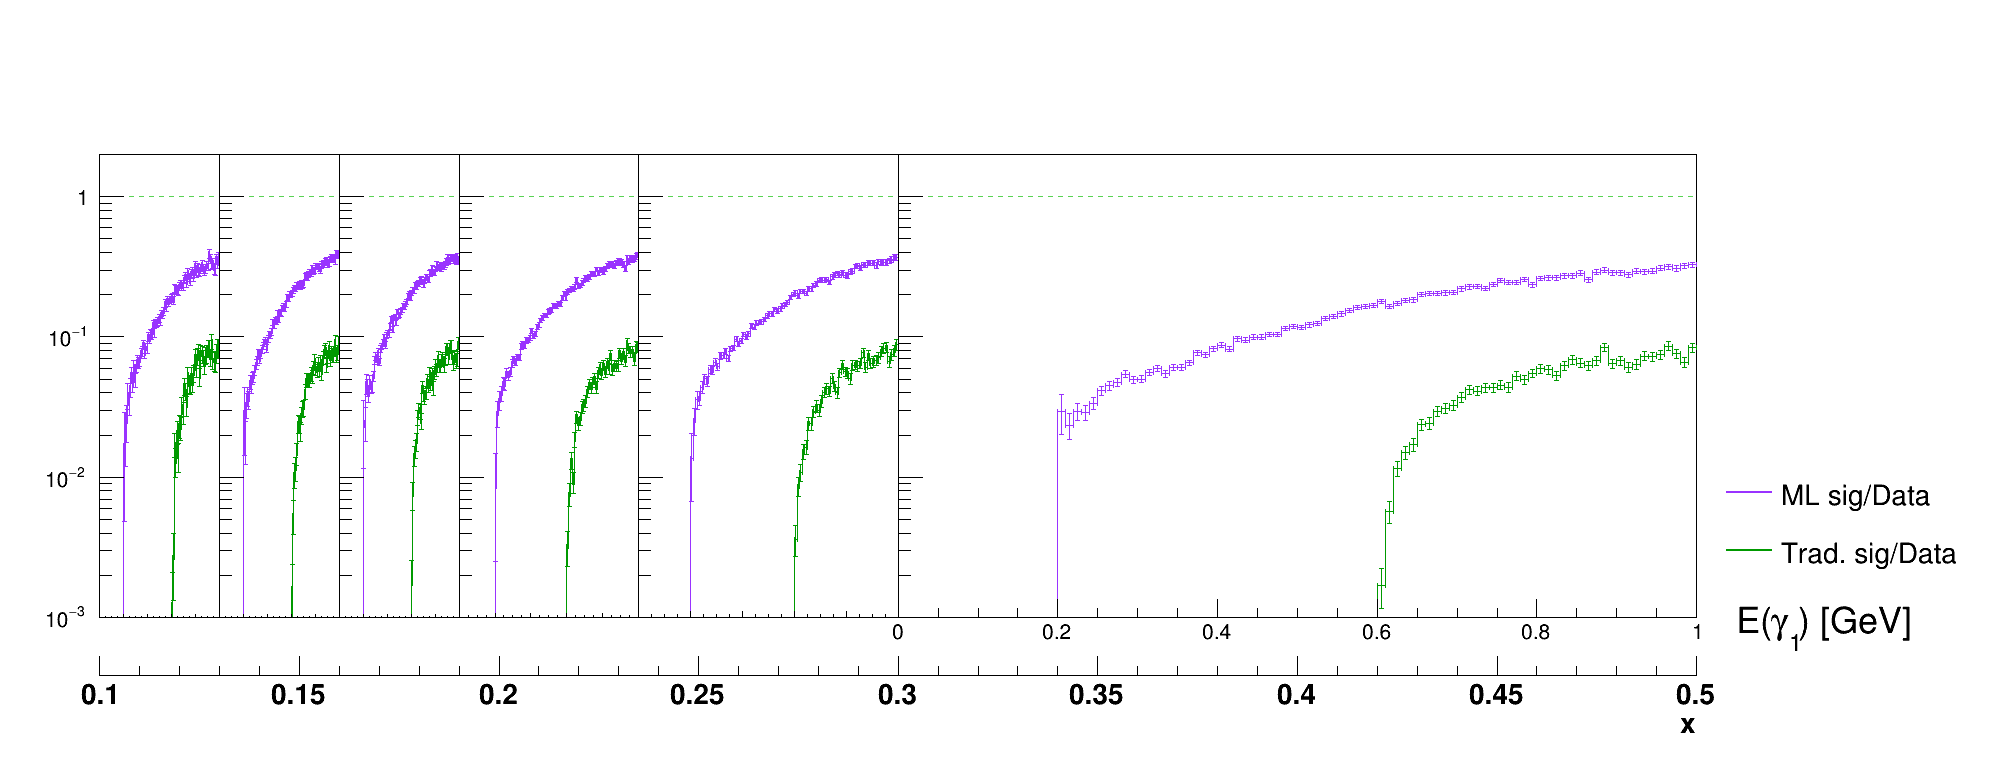 1
10⁻¹
10⁻²
10⁻³
ML sig/Data
Trad. sig/Data
0 0.2 0.4 0.6 0.8 1
E(γ₁) [GeV]
0.1 0.15 0.2 0.25 0.3 0.35 0.4 0.45 0.5
x